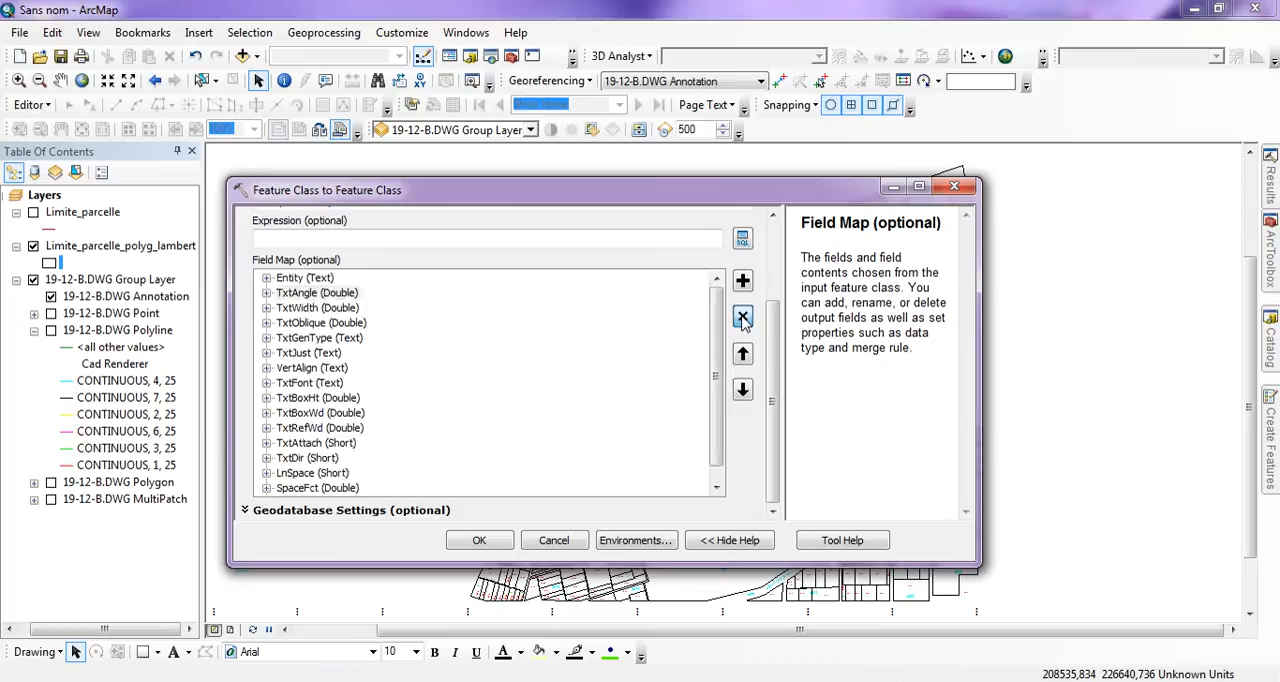 Sans nom - ArcMap
File Edit View Bookmarks Insert Selection Geoprocessing Customize Windows Help
3D Analyst
Georeferencing 19-12-B.DWG Annotation
Editor Page Text Snapping
100%
19-12-B.DWG Group Layer 500
Table Of Contents
Layers
Limite_parcelle
Limite_parcelle_polyg_lambert
19-12-B.DWG Group Layer
19-12-B.DWG Annotation
19-12-B.DWG Point
19-12-B.DWG Polyline
<all other values>
Cad Renderer
CONTINUOUS, 4, 25
CONTINUOUS, 7, 25
CONTINUOUS, 2, 25
CONTINUOUS, 6, 25
CONTINUOUS, 3, 25
CONTINUOUS, 1, 25
19-12-B.DWG Polygon
19-12-B.DWG MultiPatch
Feature Class to Feature Class
Expression (optional)
SQL
Field Map (optional)
Entity (Text)
TxtAngle (Double)
TxtWidth (Double)
TxtOblique (Double)
TxtGenType (Text)
TxtJust (Text)
VertAlign (Text)
TxtFont (Text)
TxtBoxHt (Double)
TxtBoxWd (Double)
TxtRefWd (Double)
TxtAttach (Short)
TxtDir (Short)
LnSpace (Short)
SpaceFct (Double)
Geodatabase Settings (optional)
OK Cancel Environments... << Hide Help Tool Help
Field Map (optional)
The fields and field
contents chosen from the
input feature class. You
can add, rename, or delete
output fields as well as set
properties such as data
type and merge rule.
Results
ArcToolbox
Catalog
Create Features
Drawing A Arial 10 B I U A
208535,834 226640,736 Unknown Units